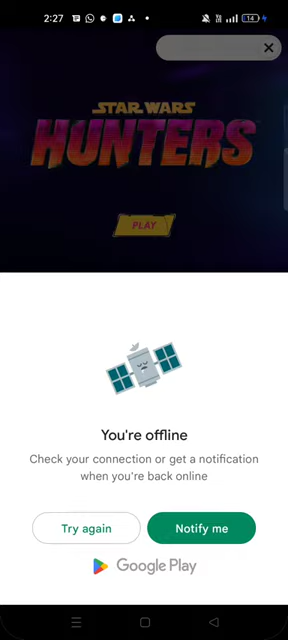 2:27
14
STAR WARS
HUNTERS
PLAY
You're offline
Check your connection or get a notification
when you're back online
Try again
Notify me
Google Play